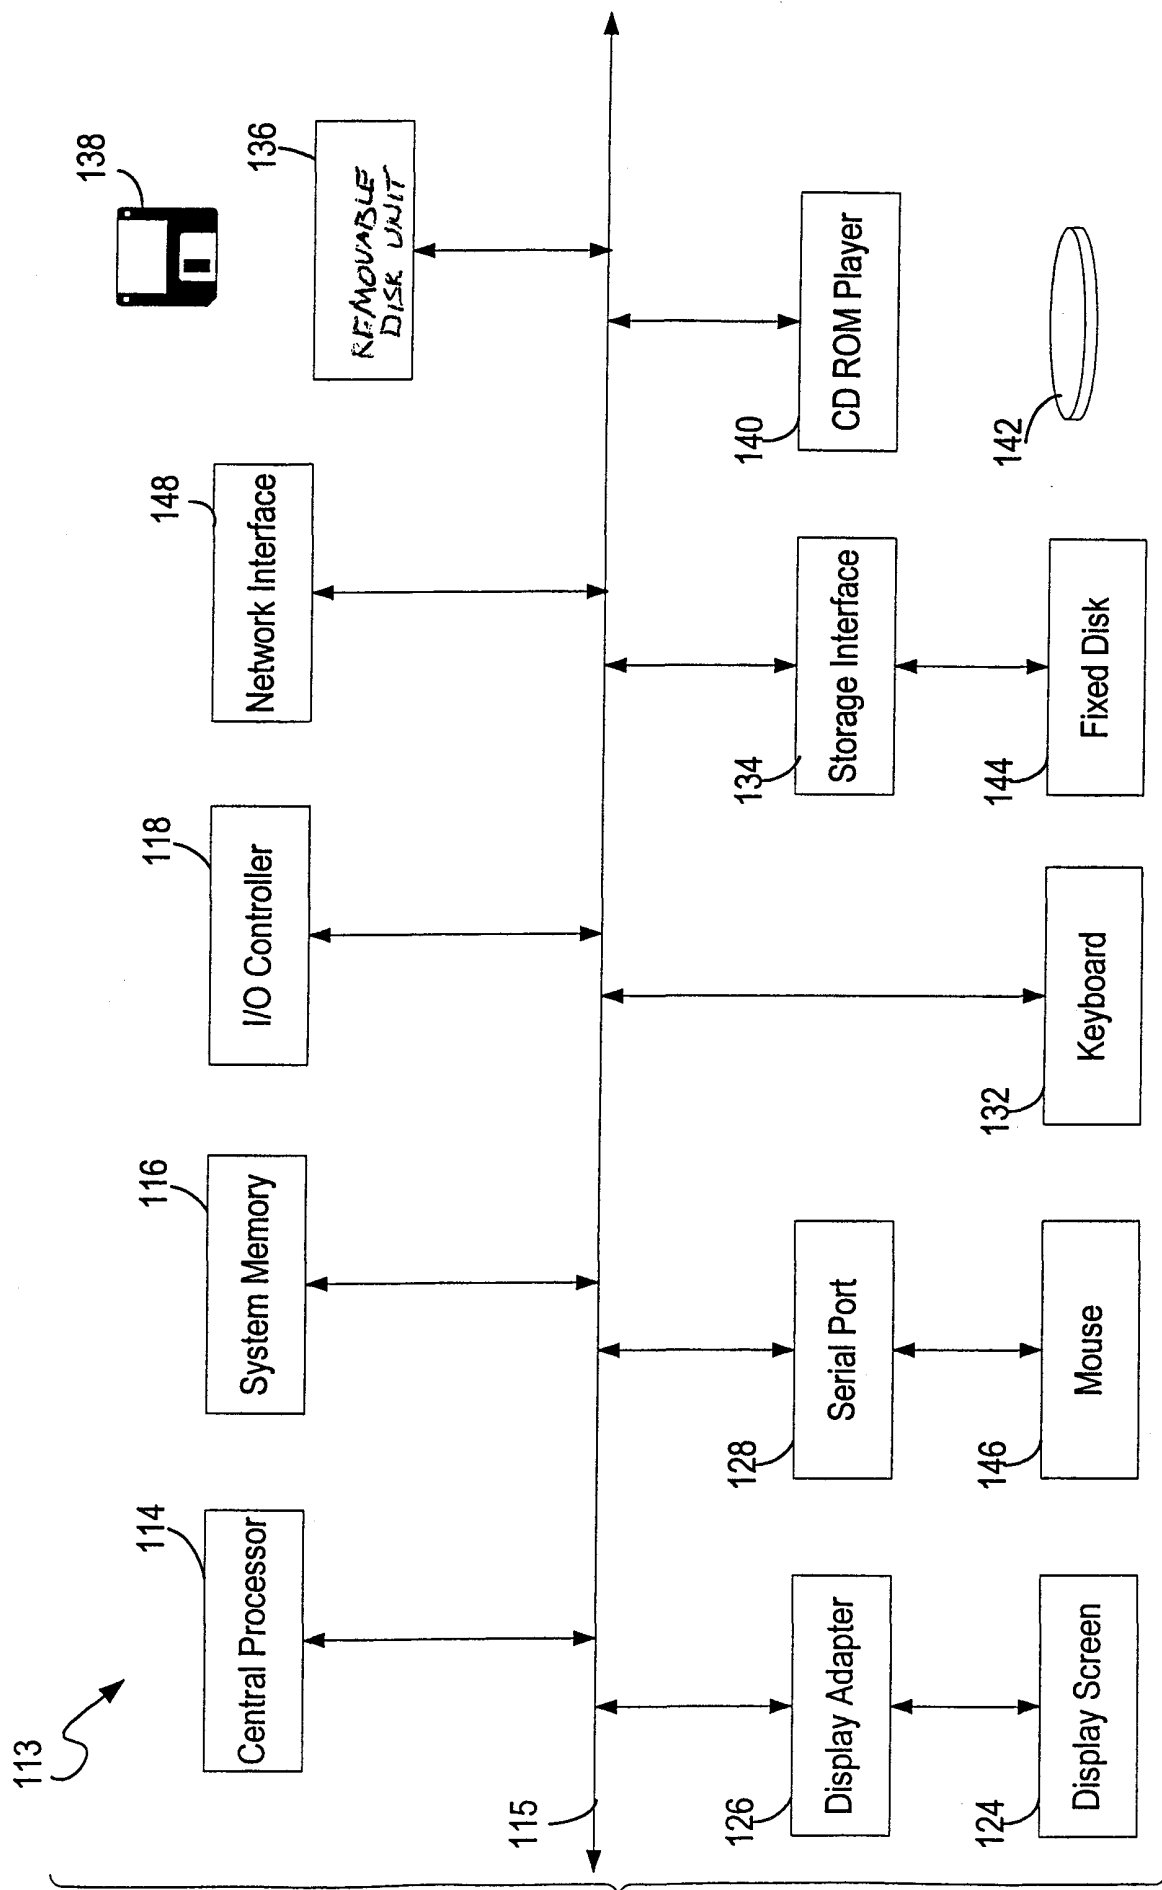 113
114
Central Processor
116
System Memory
118
I/O Controller
148
Network Interface
138
136
REMOVABLE
DISK UNIT
115
126
Display Adapter
128
Serial Port
134
Storage Interface
140
CD ROM Player
124
Display Screen
146
Mouse
132
Keyboard
144
Fixed Disk
142